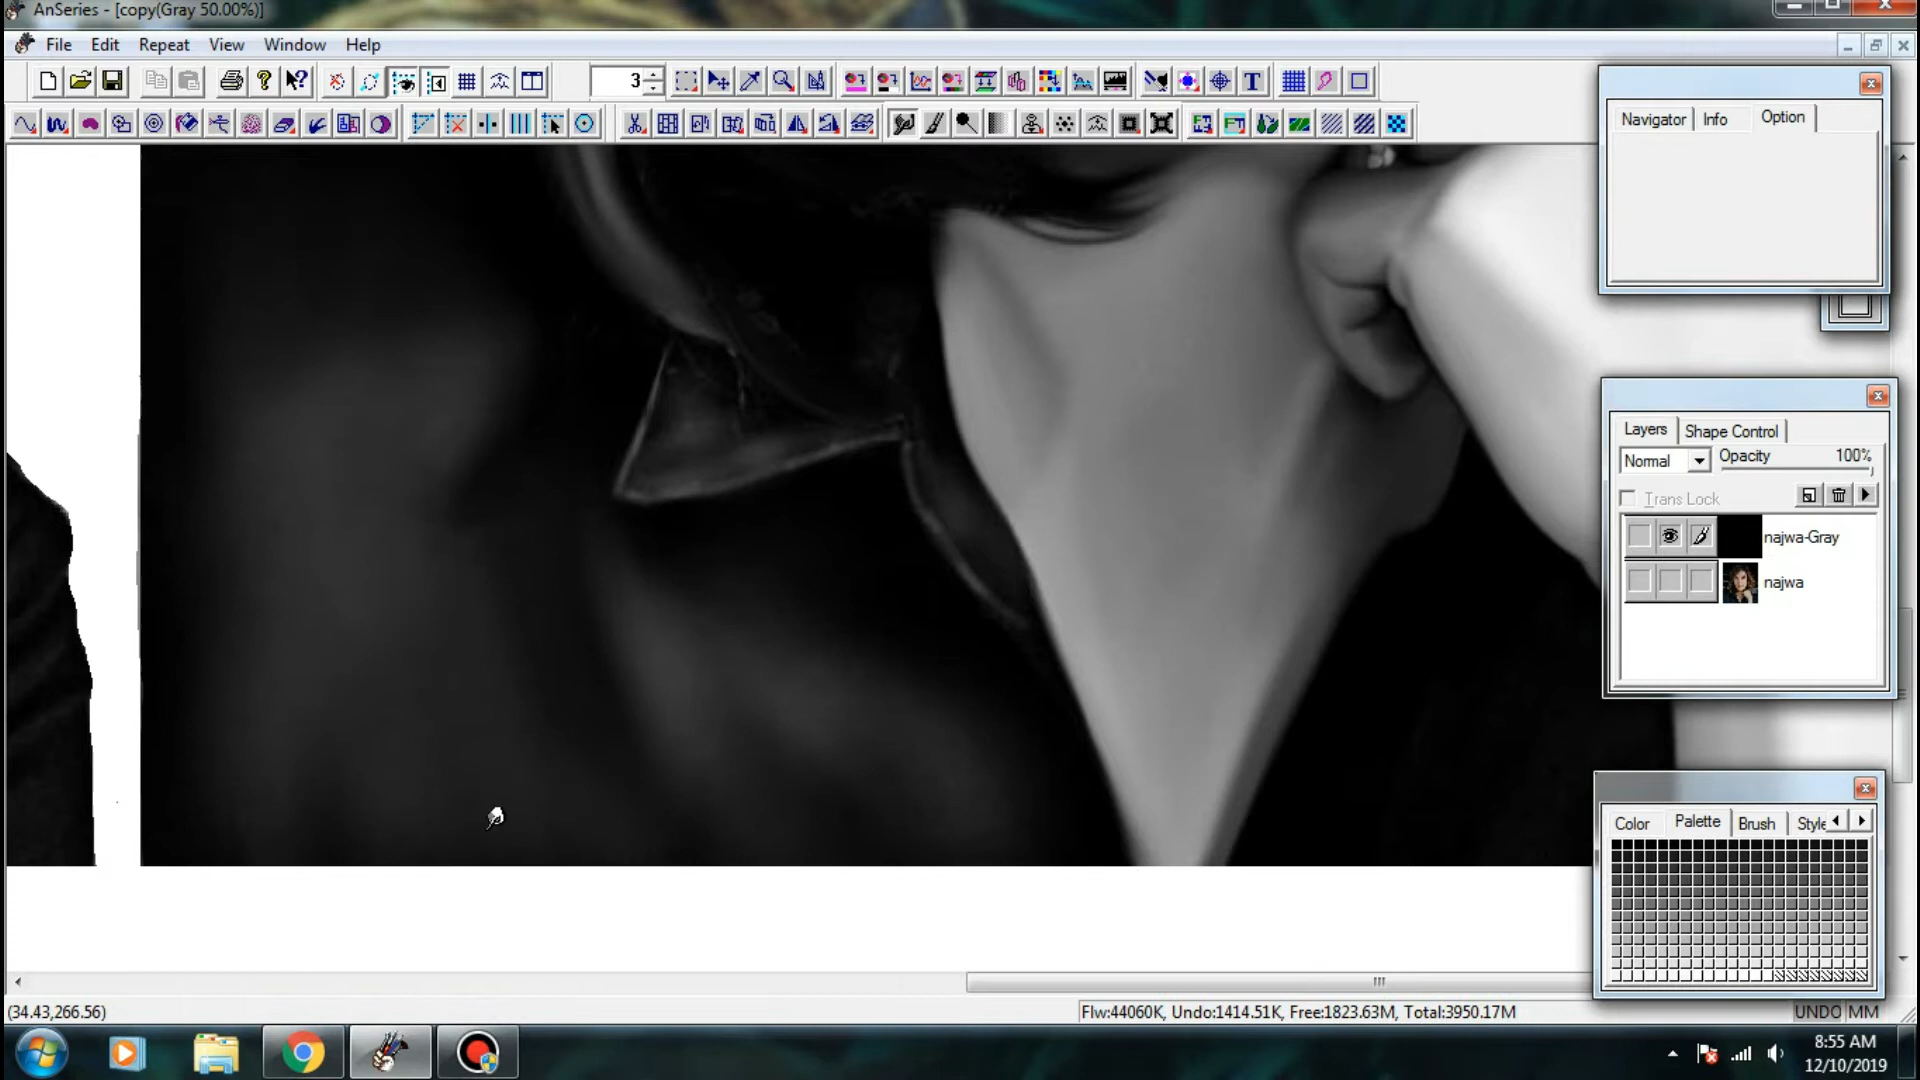 AnSeries - [copy(Gray 50.00%)]
File Edit Repeat View Window Help
3
Navigator Info Option
Layers Shape Control
Normal Opacity 100%
Trans Lock
najwa-Gray
najwa
Color Palette Brush Style
(34.43,266.56)
Flw:44060K, Undo:1414.51K, Free:1823.63M, Total:3950.17M
UNDO MM
8:55 AM
12/10/2019